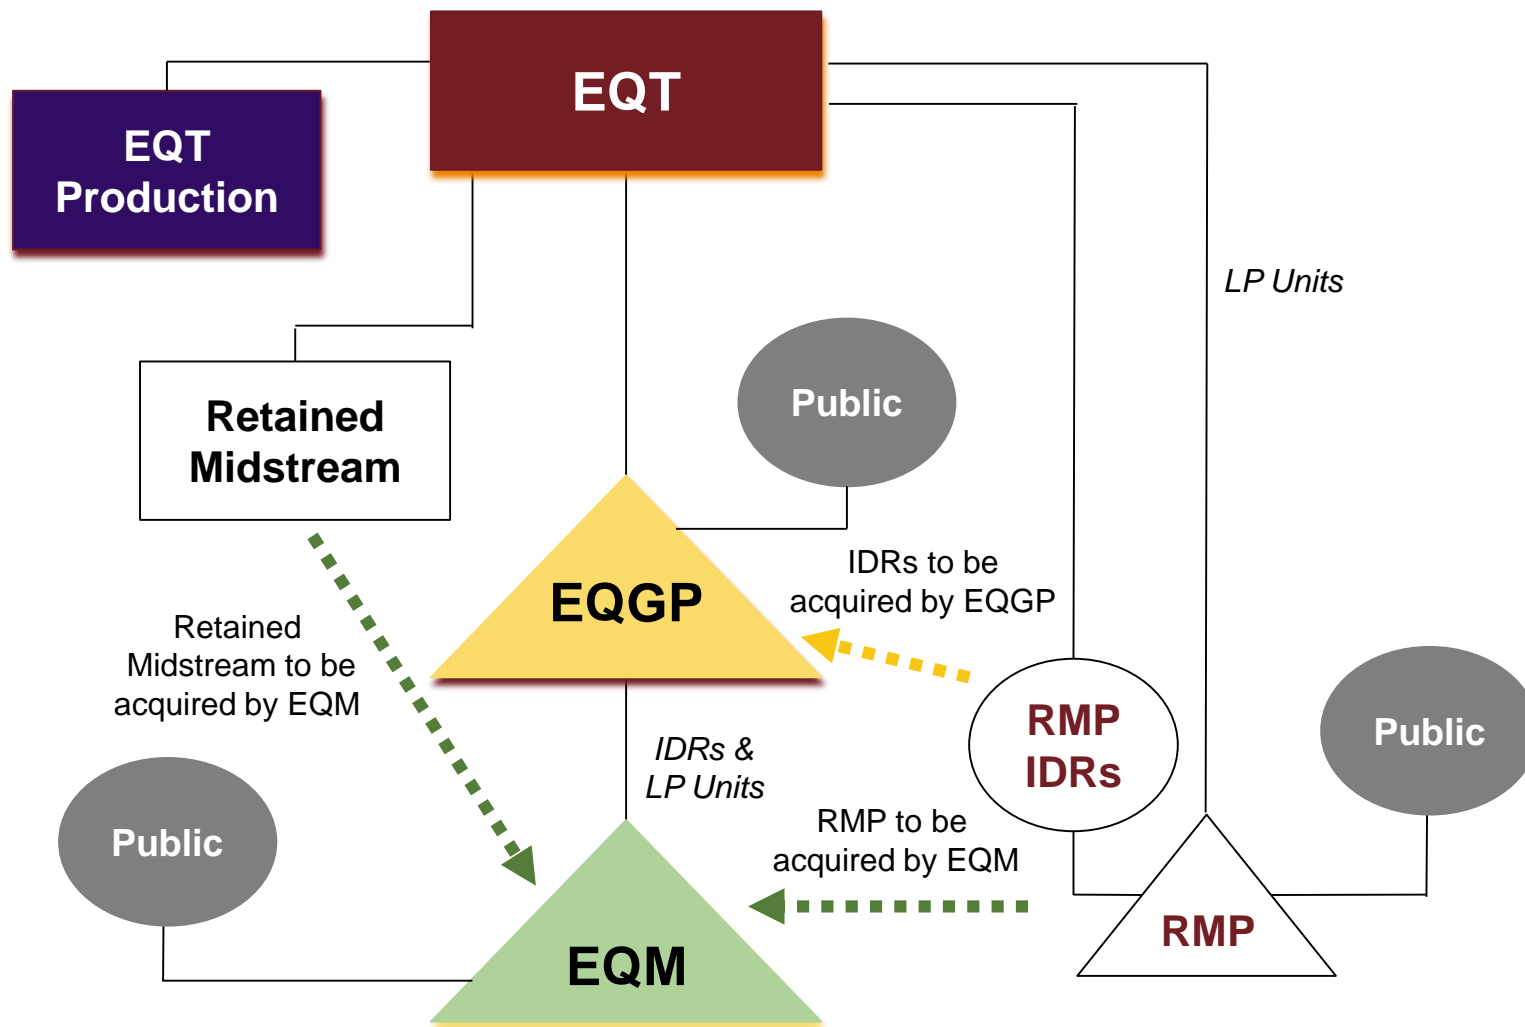 EQT
EQT
Production
LP Units
Retained
Midstream
Public
IDRs to be
acquired by EQGP
EQGP
Retained
Midstream to be
acquired by EQM
RMP
IDRs
Public
IDRs &
LP Units
Public
RMP to be
acquired by EQM
RMP
EQM